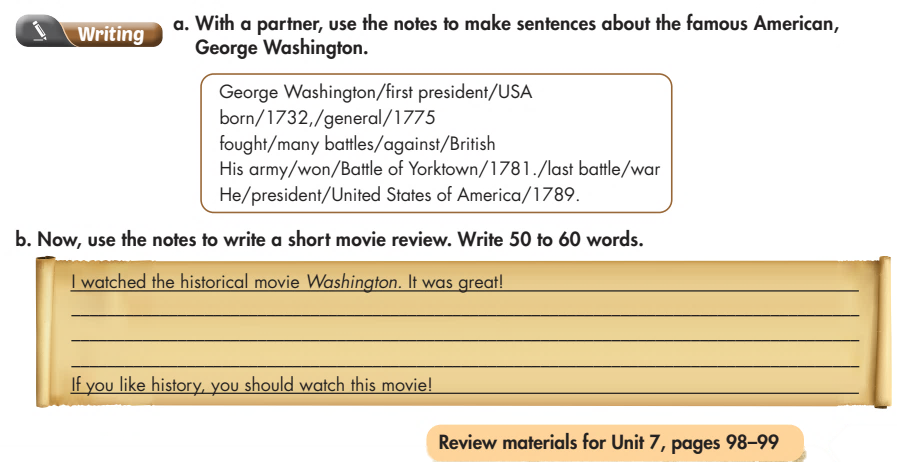 Writing
a. With a partner, use the notes to make sentences about the famous American,
George Washington.
George Washington/first president/USA
born/1732,/general/1775
fought/many battles/against/British
His army/won/Battle of Yorktown/1781./last battle/war
He/president/United States of America/1789.
b. Now, use the notes to write a short movie review. Write 50 to 60 words.
I watched the historical movie Washington. It was great!
If you like history, you should watch this movie!
Review materials for Unit 7, pages 98–99